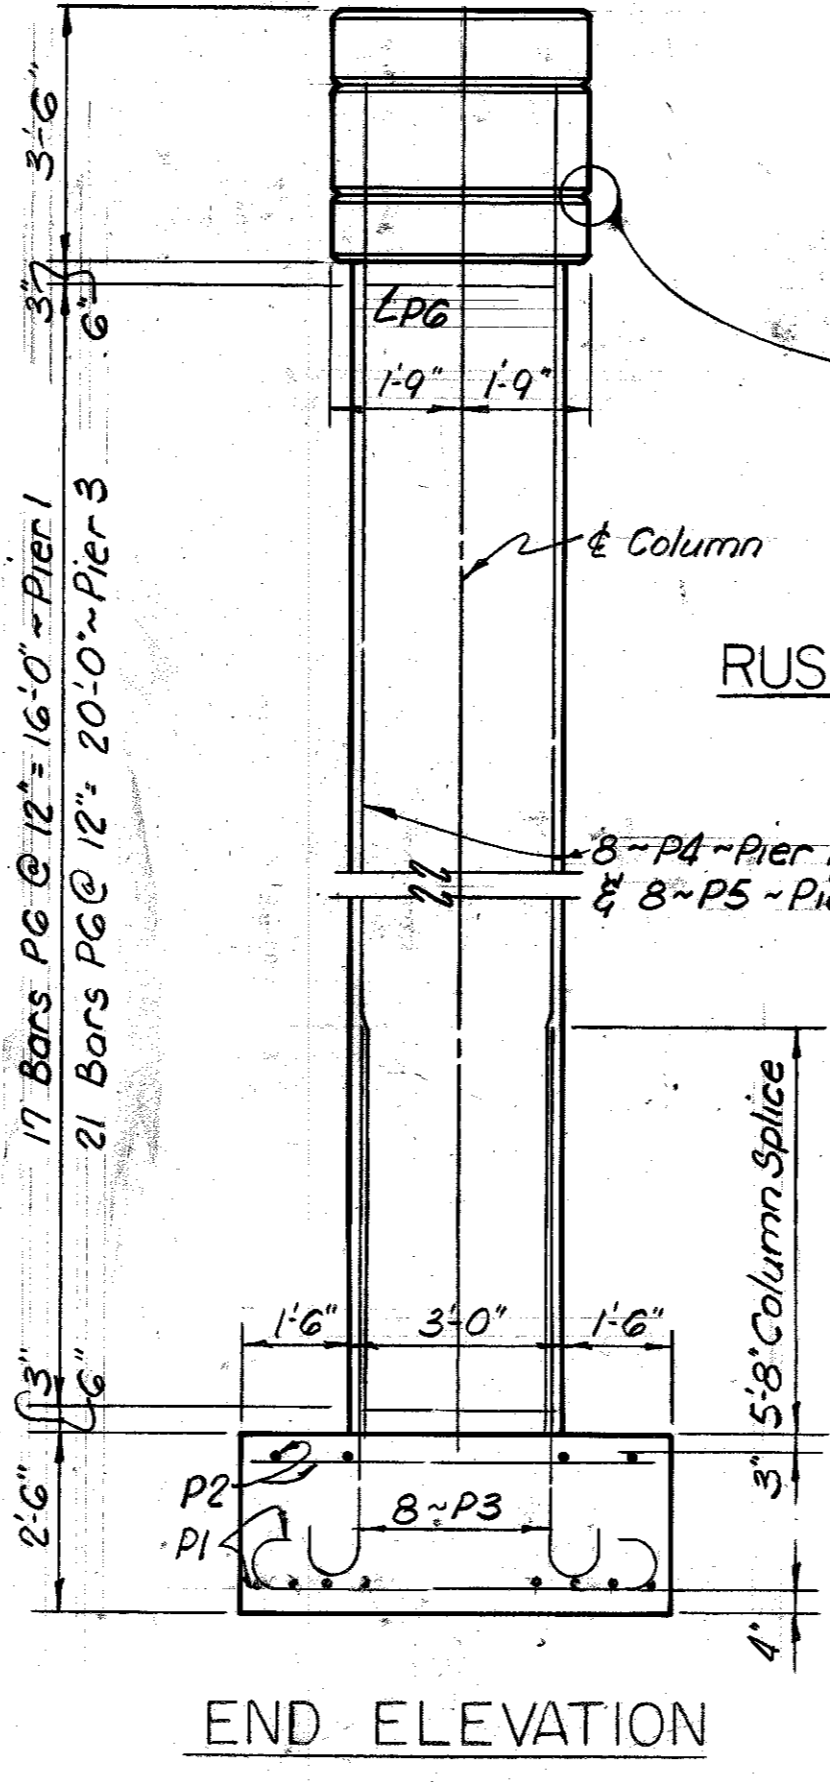 3'-6"
3"
6"
LP6
1'-9" 1'-9"
℄ Column
RUS
17 Bars P6 @ 12" = 16'-0" ~ Pier 1
21 Bars P6 @ 12" = 20'-0" ~ Pier 3
8 ~ P4 ~ Pier
& 8 ~ P5 ~ Pie
5'-8" Column Splice
1'-6" 3'-0" 1'-6"
3"
6"
2'-6"
P2
P1
8 ~ P3
3"
4"
END ELEVATION